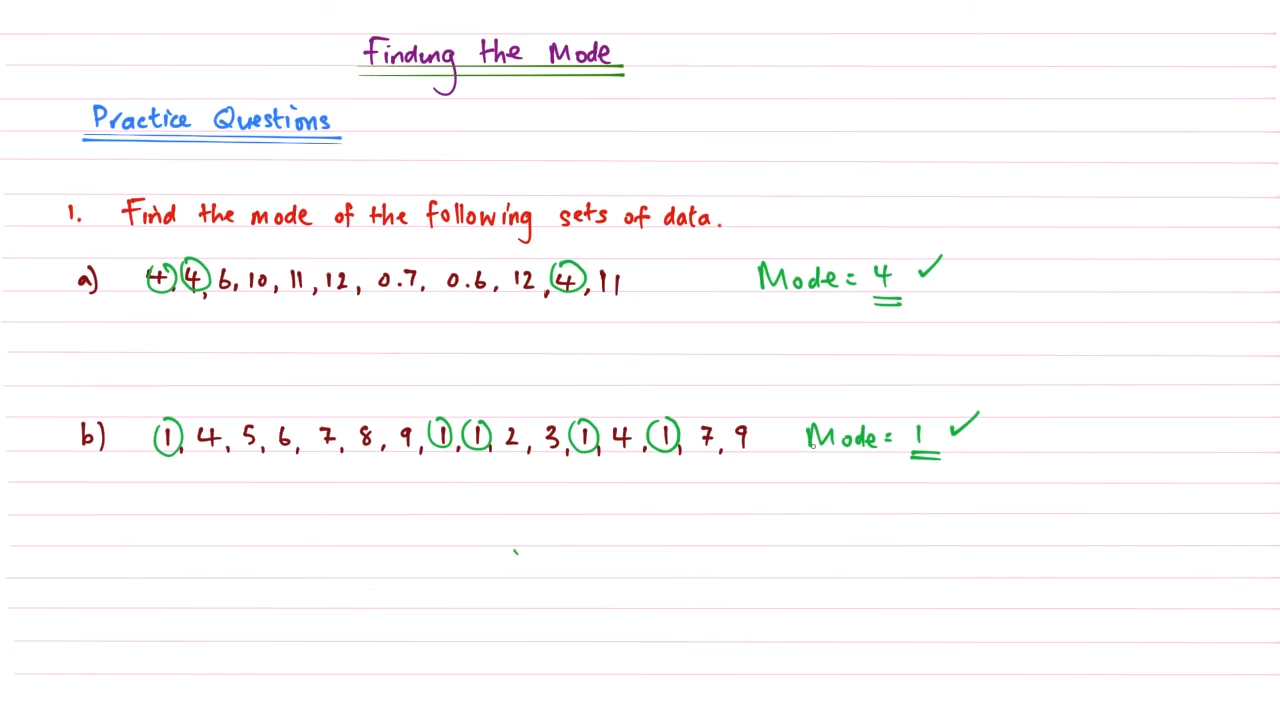 Finding the Mode
Practice Questions
1. Find the mode of the following sets of data.
a) 4, 4, 6, 10, 11, 12, 0.7, 0.6, 12, 4, 11 Mode = 4 ✓
b) 1, 4, 5, 6, 7, 8, 9, 1, 1, 2, 3, 1, 4, 1, 7, 9 Mode = 1 ✓